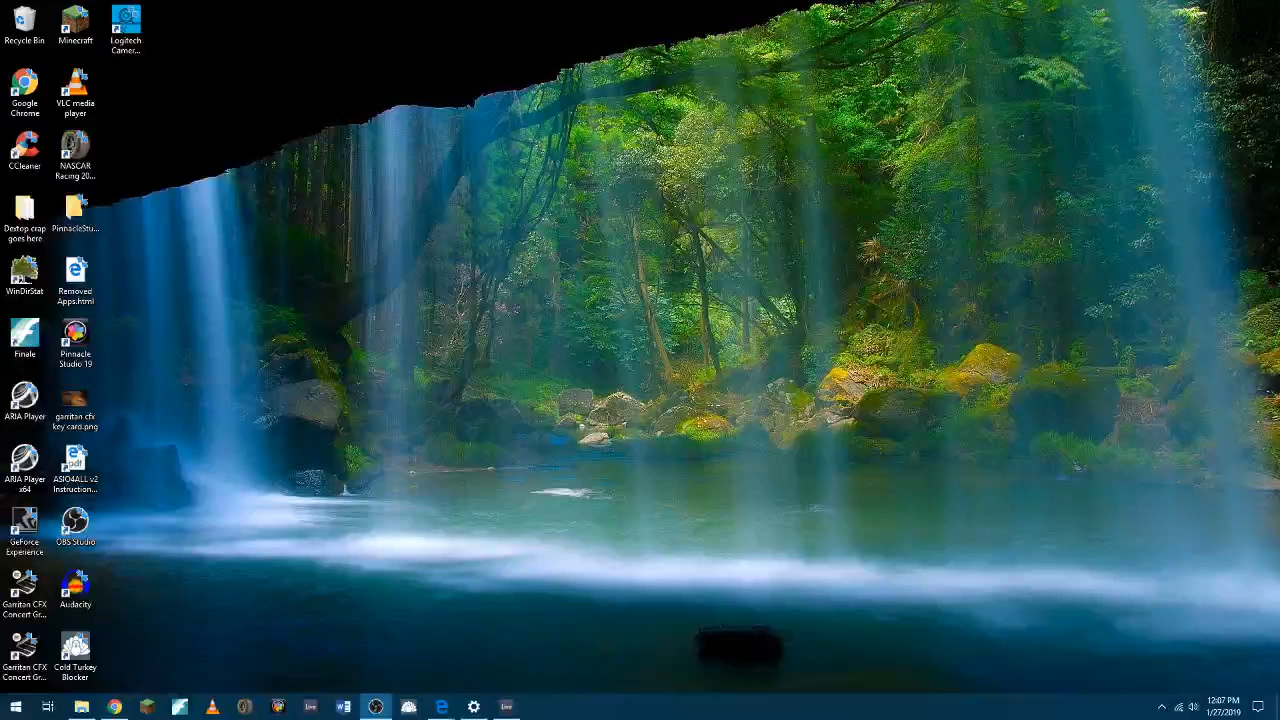 Recycle Bin
Minecraft
Logitech
Camer...
Google
Chrome
VLC media
player
CCleaner
NASCAR
Racing 20...
Dextop crap
goes here
PinnacleStu...
WinDirStat
Removed
Apps.html
Finale
Pinnacle
Studio 19
ARIA Player
garritan cfx
key card.png
ARIA Player
x64
ASIO4ALL v2
Instruction...
GeForce
Experience
OBS Studio
Garritan CFX
Concert Gr...
Audacity
Garritan CFX
Concert Gr...
Cold Turkey
Blocker
Live
Live
12:07 PM
1/27/2019